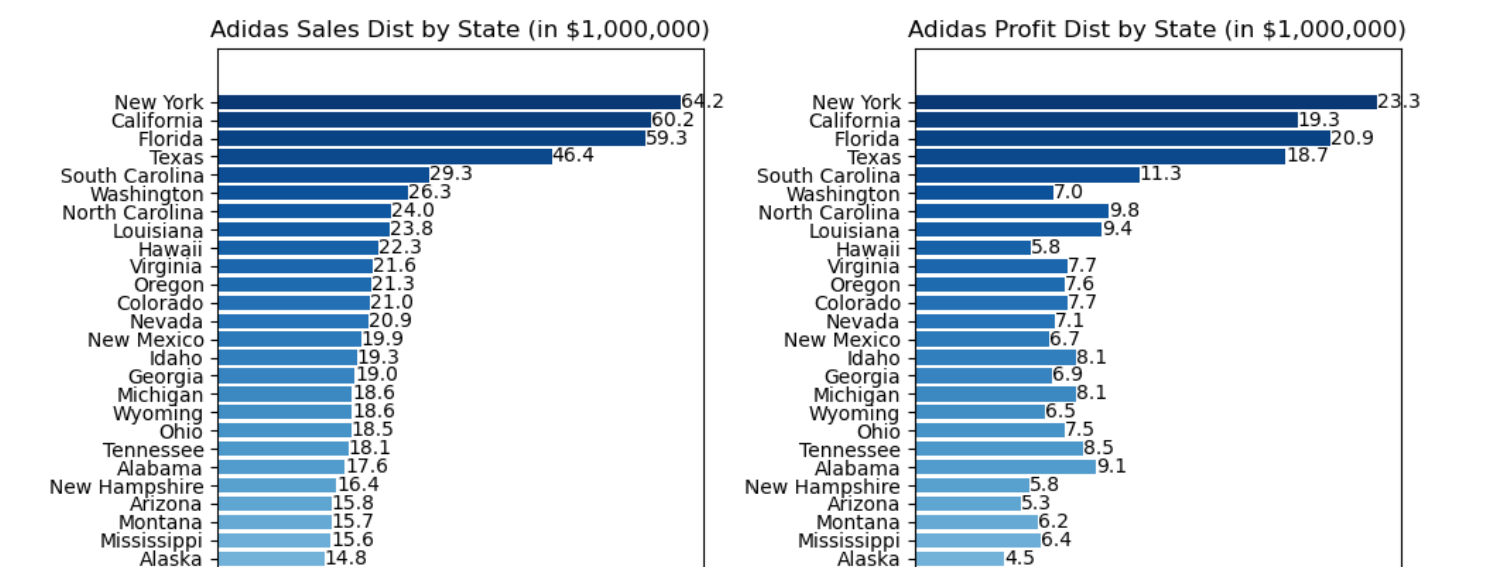 Adidas Sales Dist by State (in $1,000,000)
New York 64.2
California 60.2
Florida 59.3
Texas 46.4
South Carolina 29.3
Washington 26.3
North Carolina 24.0
Louisiana 23.8
Hawaii 22.3
Virginia 21.6
Oregon 21.3
Colorado 21.0
Nevada 20.9
New Mexico 19.9
Idaho 19.3
Georgia 19.0
Michigan 18.6
Wyoming 18.6
Ohio 18.5
Tennessee 18.1
Alabama 17.6
New Hampshire 16.4
Arizona 15.8
Montana 15.7
Mississippi 15.6
Alaska 14.8
Adidas Profit Dist by State (in $1,000,000)
New York 23.3
California 19.3
Florida 20.9
Texas 18.7
South Carolina 11.3
Washington 7.0
North Carolina 9.8
Louisiana 9.4
Hawaii 5.8
Virginia 7.7
Oregon 7.6
Colorado 7.7
Nevada 7.1
New Mexico 6.7
Idaho 8.1
Georgia 6.9
Michigan 8.1
Wyoming 6.5
Ohio 7.5
Tennessee 8.5
Alabama 9.1
New Hampshire 5.8
Arizona 5.3
Montana 6.2
Mississippi 6.4
Alaska 4.5